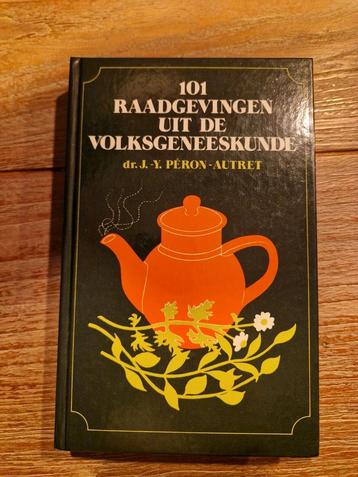 101
RAADGEVINGEN
UIT DE
VOLKSGENEESKUNDE
dr. J.-Y. PÉRON-AUTRET